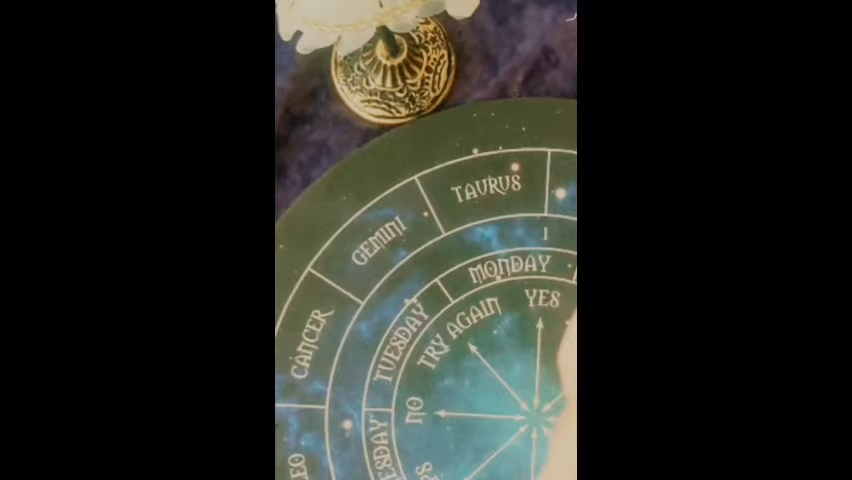 TAURUS
GEMINI
I
MONDAY
CANCER
TUESDAY
TRY AGAIN
YES
NO